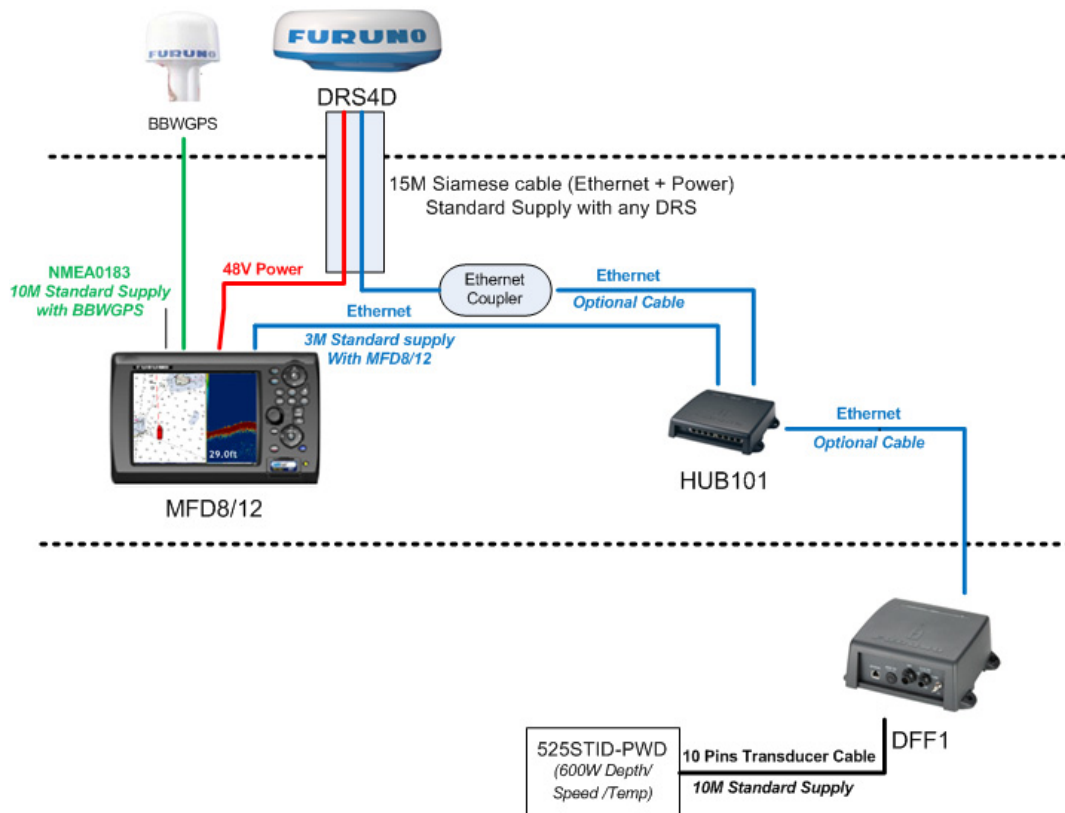 FURUNO
FURUNO
DRS4D
BBWGPS
15M Siamese cable (Ethernet + Power)
Standard Supply with any DRS
NMEA0183
10M Standard Supply
with BBWGPS
48V Power
Ethernet
Coupler
Ethernet
Optional Cable
Ethernet
3M Standard supply
With MFD8/12
FURUNO
29.0ft
MFD8/12
HUB101
Ethernet
Optional Cable
FURUNO
DFF1
525STID-PWD
(600W Depth/
Speed /Temp)
10 Pins Transducer Cable
10M Standard Supply